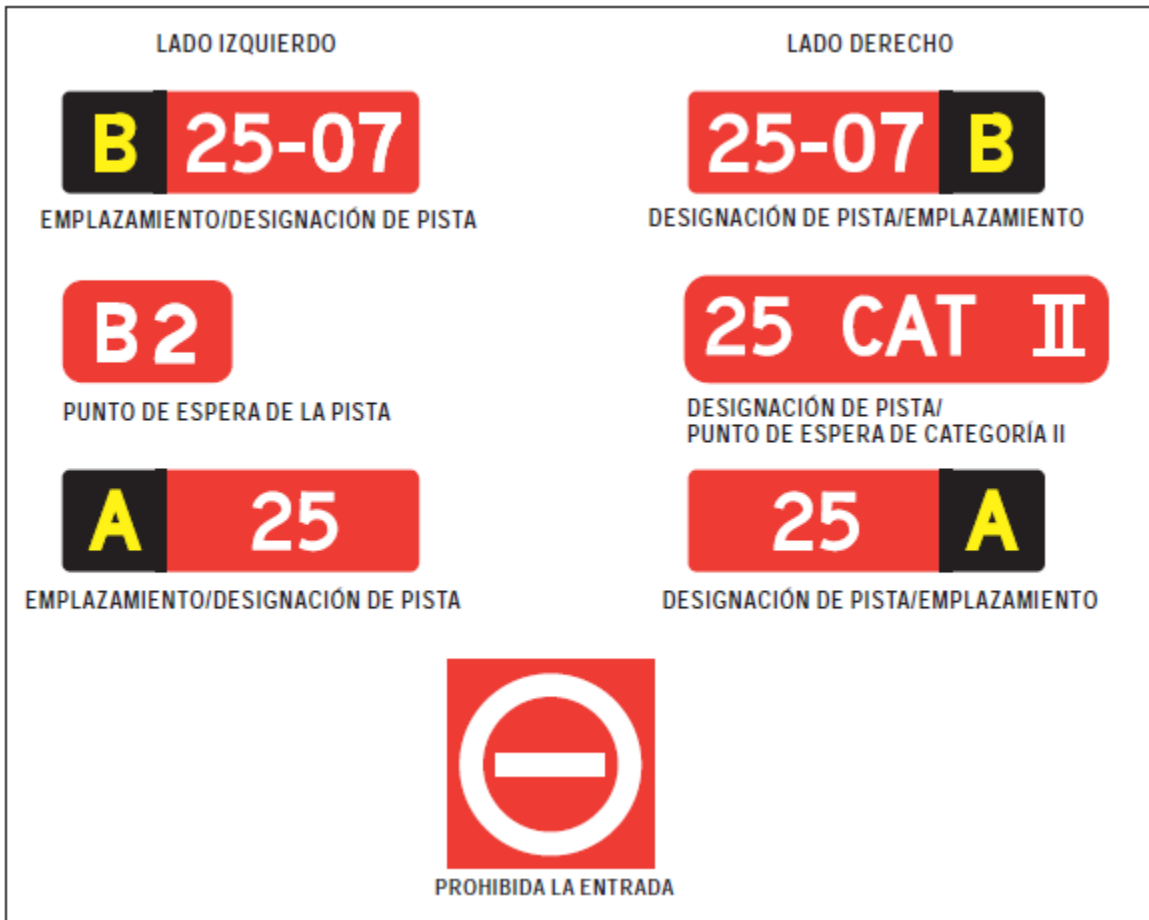 LADO IZQUIERDO
LADO DERECHO
B 25-07
25-07 B
EMPLAZAMIENTO/DESIGNACIÓN DE PISTA
DESIGNACIÓN DE PISTA/EMPLAZAMIENTO
B2
25 CAT II
PUNTO DE ESPERA DE LA PISTA
DESIGNACIÓN DE PISTA/
PUNTO DE ESPERA DE CATEGORÍA II
A 25
25 A
EMPLAZAMIENTO/DESIGNACIÓN DE PISTA
DESIGNACIÓN DE PISTA/EMPLAZAMIENTO
PROHIBIDA LA ENTRADA